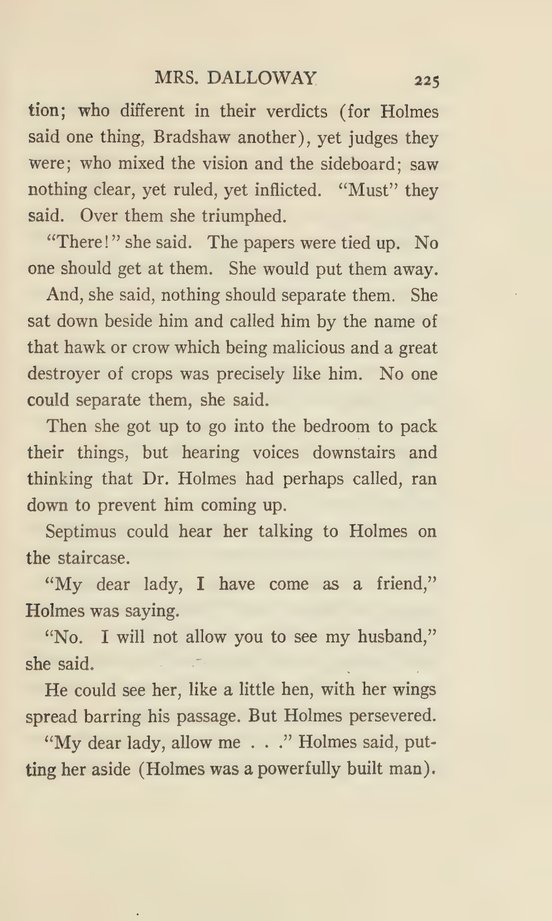 MRS. DALLOWAY 225
tion; who different in their verdicts (for Holmes
said one thing, Bradshaw another), yet judges they
were; who mixed the vision and the sideboard; saw
nothing clear, yet ruled, yet inflicted. "Must" they
said. Over them she triumphed.
"There!" she said. The papers were tied up. No
one should get at them. She would put them away.
And, she said, nothing should separate them. She
sat down beside him and called him by the name of
that hawk or crow which being malicious and a great
destroyer of crops was precisely like him. No one
could separate them, she said.
Then she got up to go into the bedroom to pack
their things, but hearing voices downstairs and
thinking that Dr. Holmes had perhaps called, ran
down to prevent him coming up.
Septimus could hear her talking to Holmes on
the staircase.
"My dear lady, I have come as a friend,"
Holmes was saying.
"No. I will not allow you to see my husband,"
she said.
He could see her, like a little hen, with her wings
spread barring his passage. But Holmes persevered.
"My dear lady, allow me . . ." Holmes said, put-
ting her aside (Holmes was a powerfully built man).